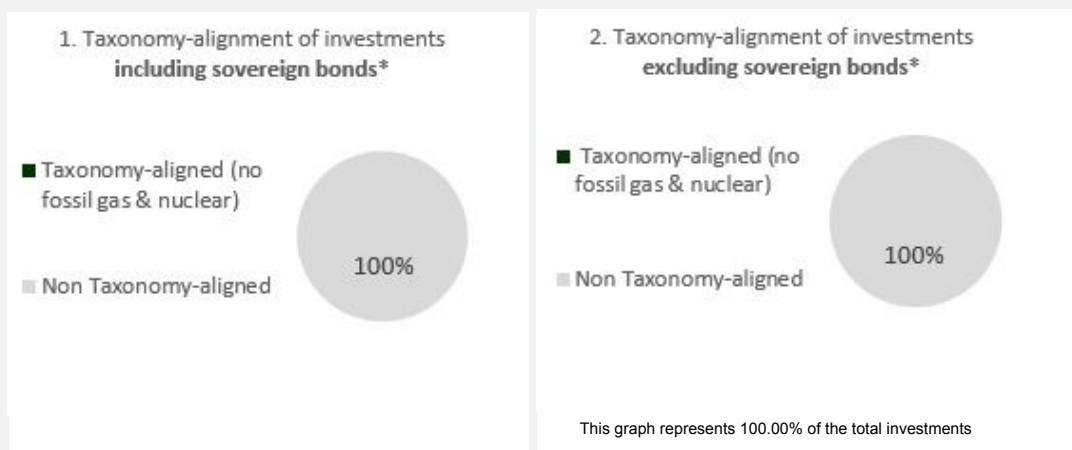 1. Taxonomy-alignment of investments
including sovereign bonds*
Taxonomy-aligned (no
fossil gas & nuclear)
Non Taxonomy-aligned
100%
2. Taxonomy-alignment of investments
excluding sovereign bonds*
Taxonomy-aligned (no
fossil gas & nuclear)
Non Taxonomy-aligned
100%
This graph represents 100.00% of the total investments